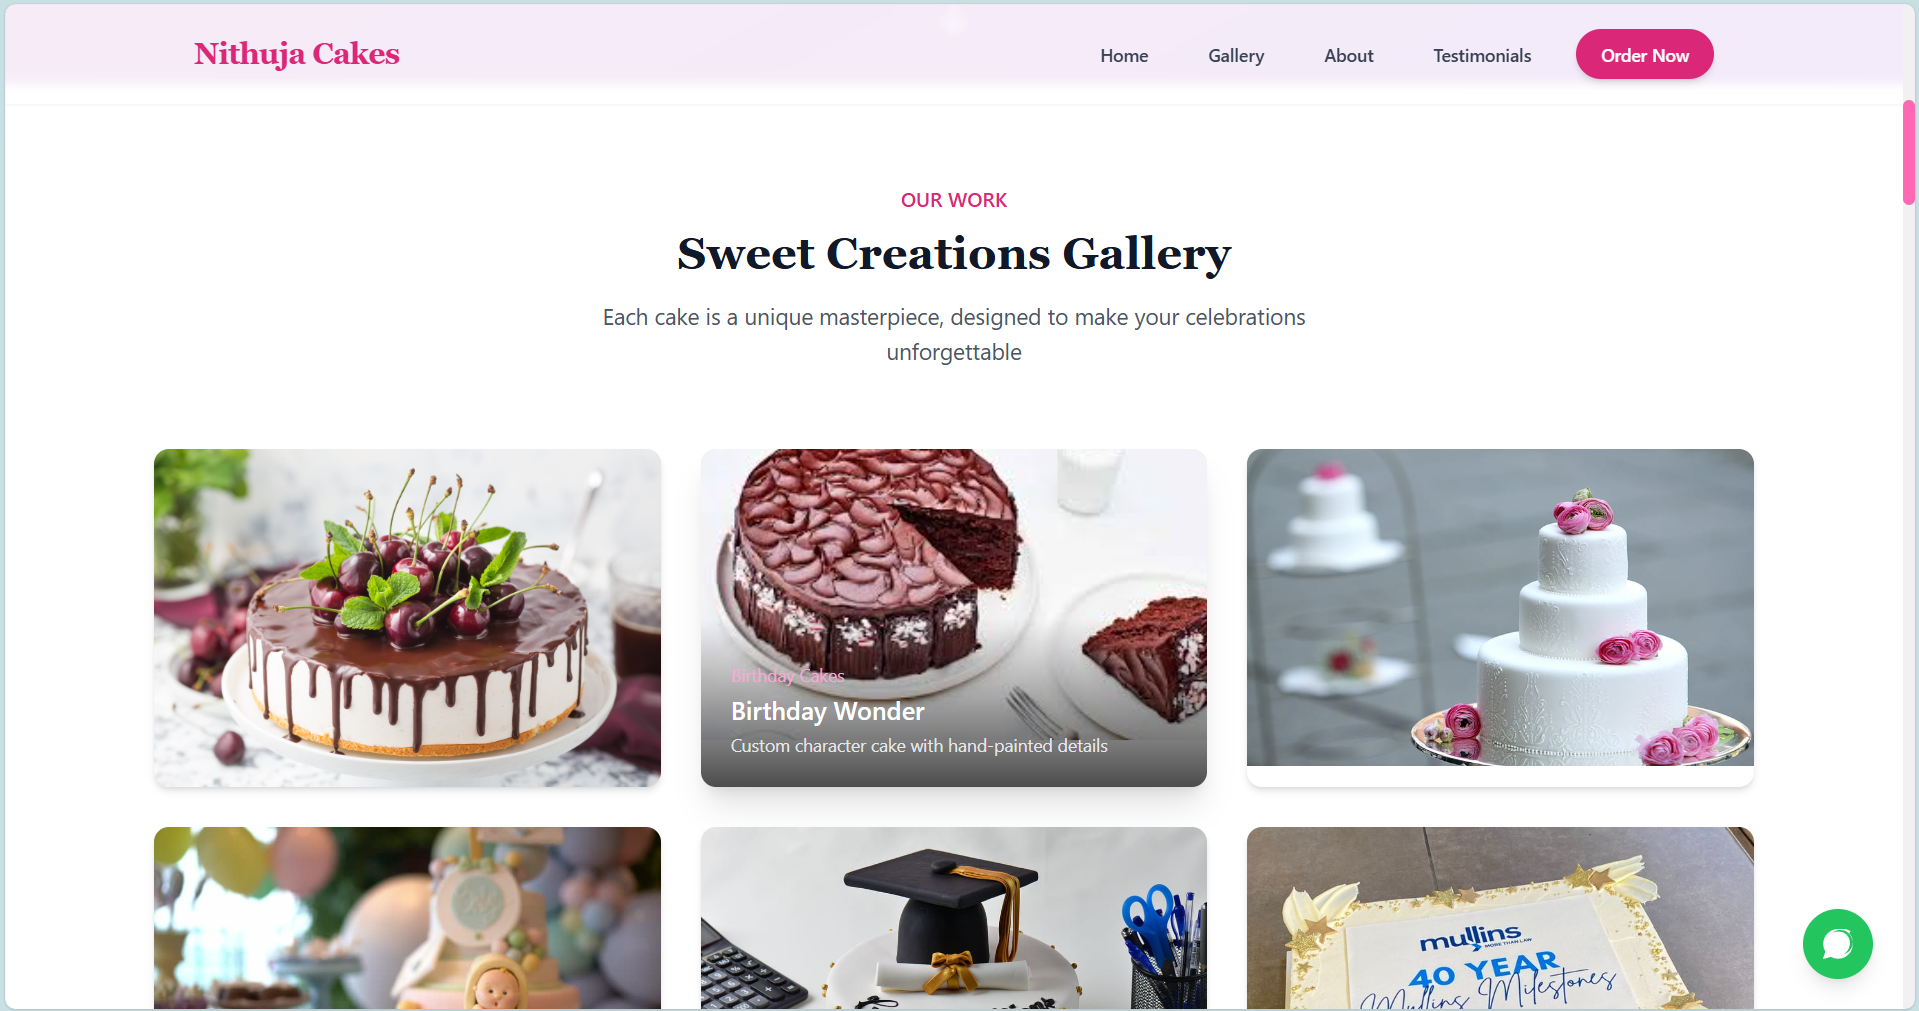 Nithuja Cakes
Home
Gallery
About
Testimonials
Order Now
OUR WORK
Sweet Creations Gallery
Each cake is a unique masterpiece, designed to make your celebrations
unforgettable
Birthday Cakes
Birthday Wonder
Custom character cake with hand-painted details
mullins
MORE THAN LAW
40 YEAR
Mullins Milestones